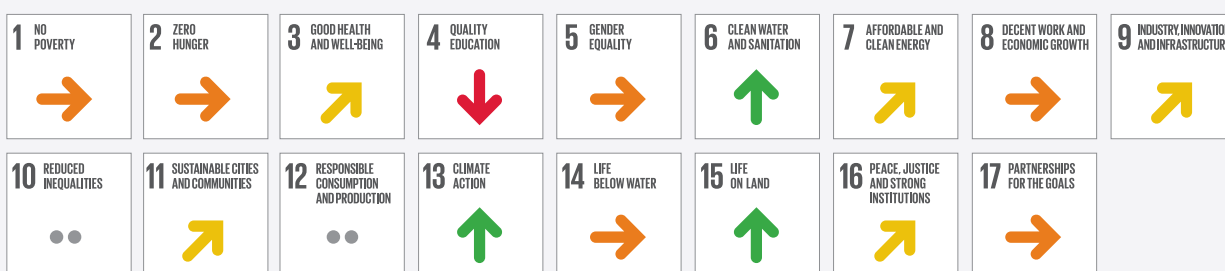 1 NO
POVERTY
2 ZERO
HUNGER
3 GOOD HEALTH
AND WELL-BEING
4 QUALITY
EDUCATION
5 GENDER
EQUALITY
6 CLEAN WATER
AND SANITATION
7 AFFORDABLE AND
CLEAN ENERGY
8 DECENT WORK AND
ECONOMIC GROWTH
9 INDUSTRY, INNOVATION
AND INFRASTRUCTUR
10 REDUCED
INEQUALITIES
11 SUSTAINABLE CITIES
AND COMMUNITIES
12 RESPONSIBLE
CONSUMPTION
AND PRODUCTION
13 CLIMATE
ACTION
14 LIFE
BELOW WATER
15 LIFE
ON LAND
16 PEACE, JUSTICE
AND STRONG
INSTITUTIONS
17 PARTNERSHIPS
FOR THE GOALS